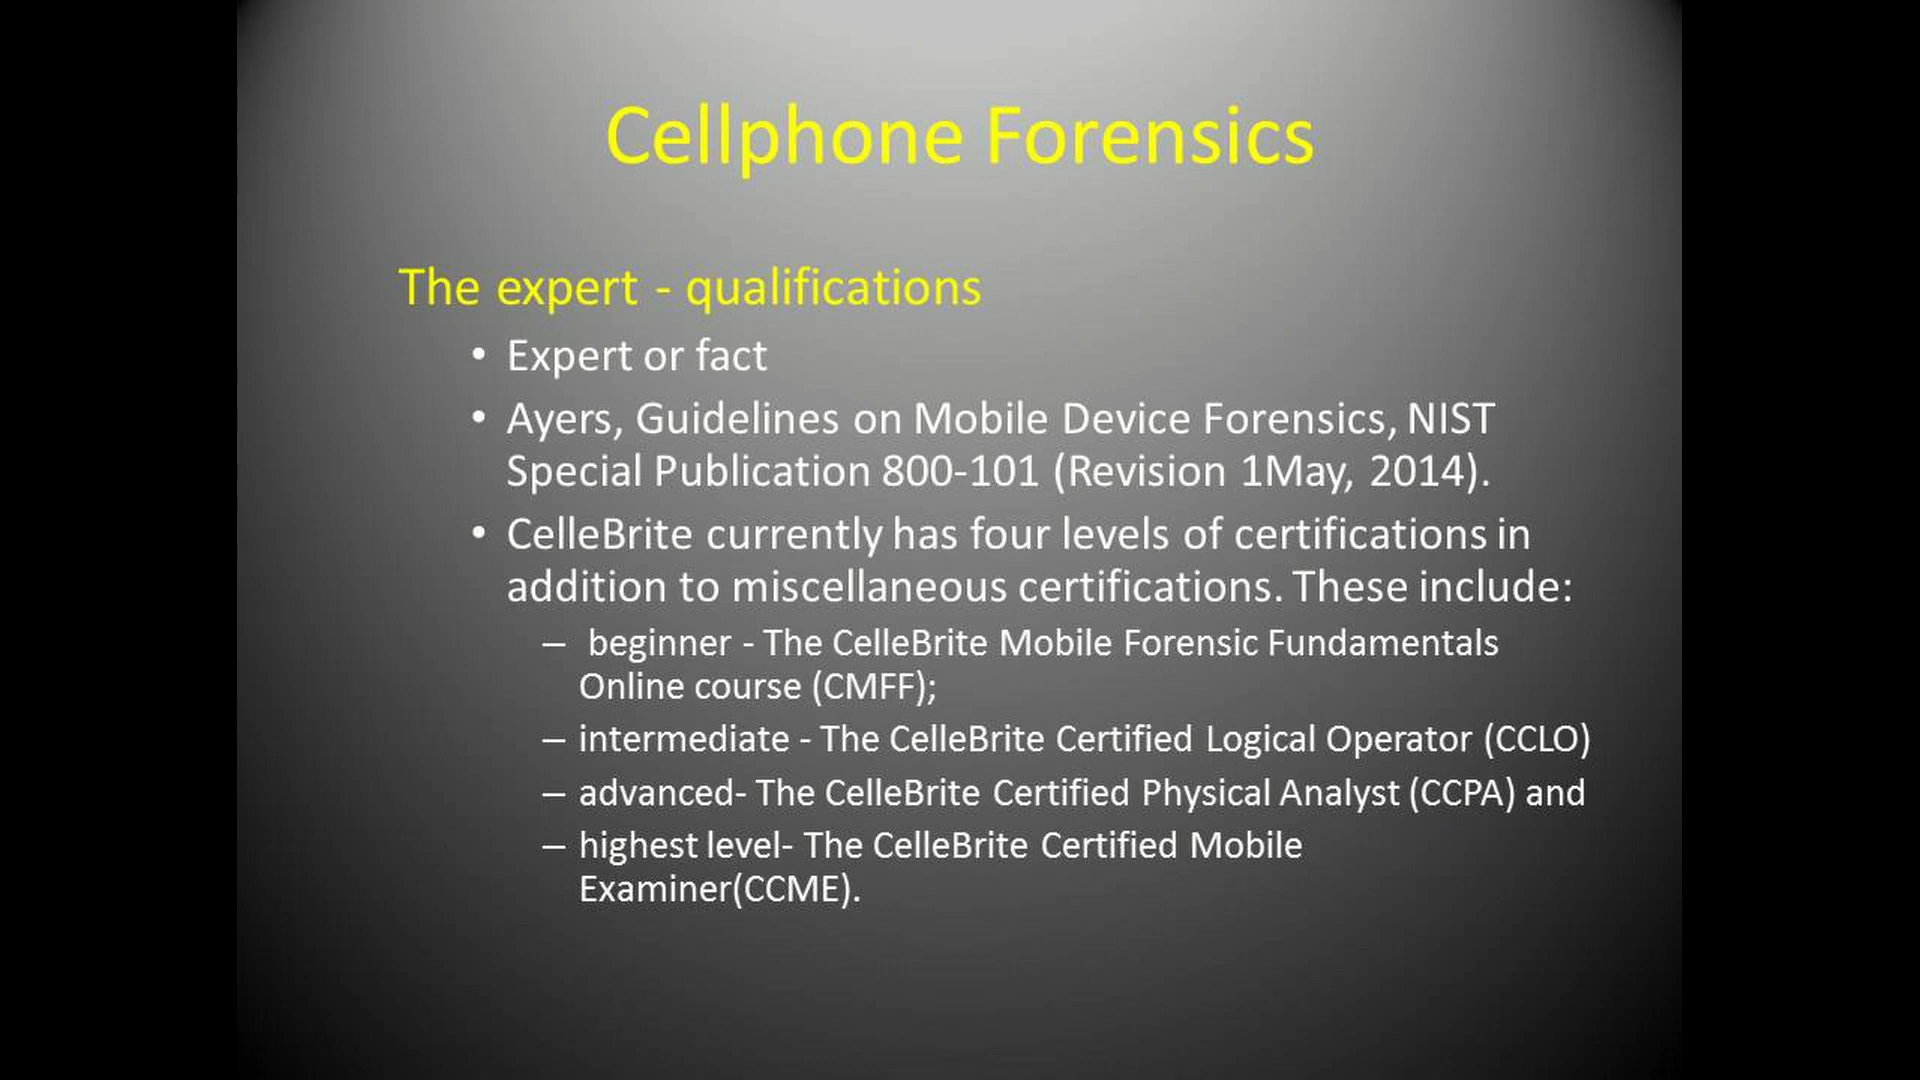 Cellphone Forensics
The expert - qualifications
• Expert or fact
• Ayers, Guidelines on Mobile Device Forensics, NIST
Special Publication 800-101 (Revision 1May, 2014).
• CelleBrite currently has four levels of certifications in
addition to miscellaneous certifications. These include:
– beginner - The CelleBrite Mobile Forensic Fundamentals
Online course (CMFF);
– intermediate - The CelleBrite Certified Logical Operator (CCLO)
– advanced- The CelleBrite Certified Physical Analyst (CCPA) and
– highest level- The CelleBrite Certified Mobile
Examiner(CCME).